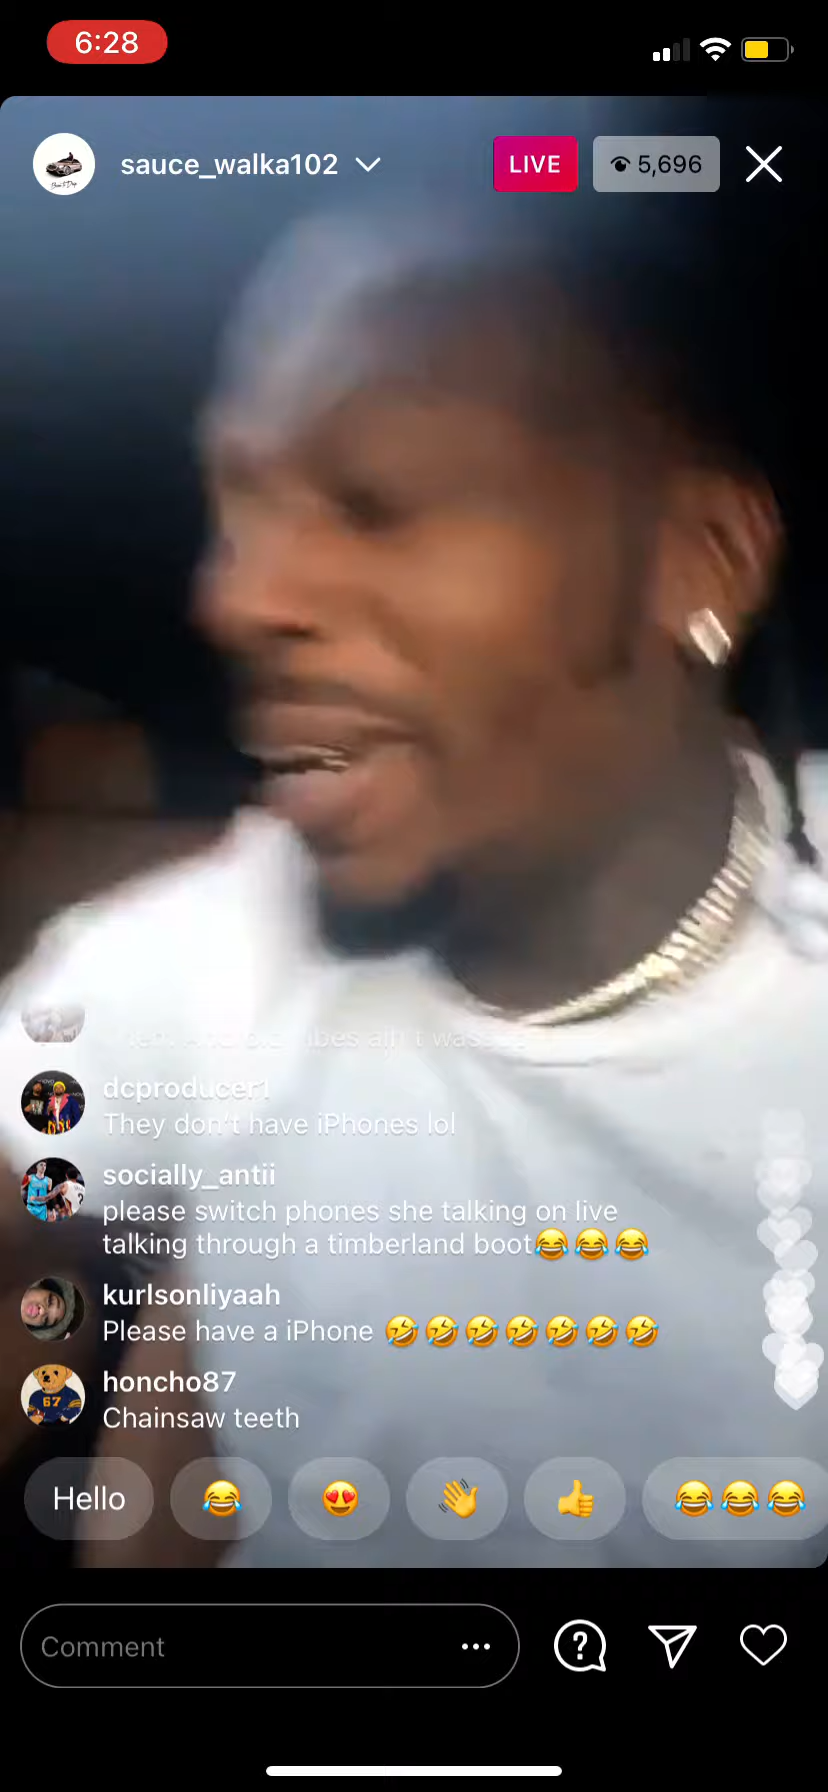 6:28
sauce_walka102
LIVE
5,696
dcproducer1
They don't have iPhones lol
socially_antii
please switch phones she talking on live
talking through a timberland boot😂😂😂
kurlsonliyaah
Please have a iPhone 🤣🤣🤣🤣🤣🤣🤣
honcho87
Chainsaw teeth
Hello
😂
😍
👋
👍
😂😂😂
Comment